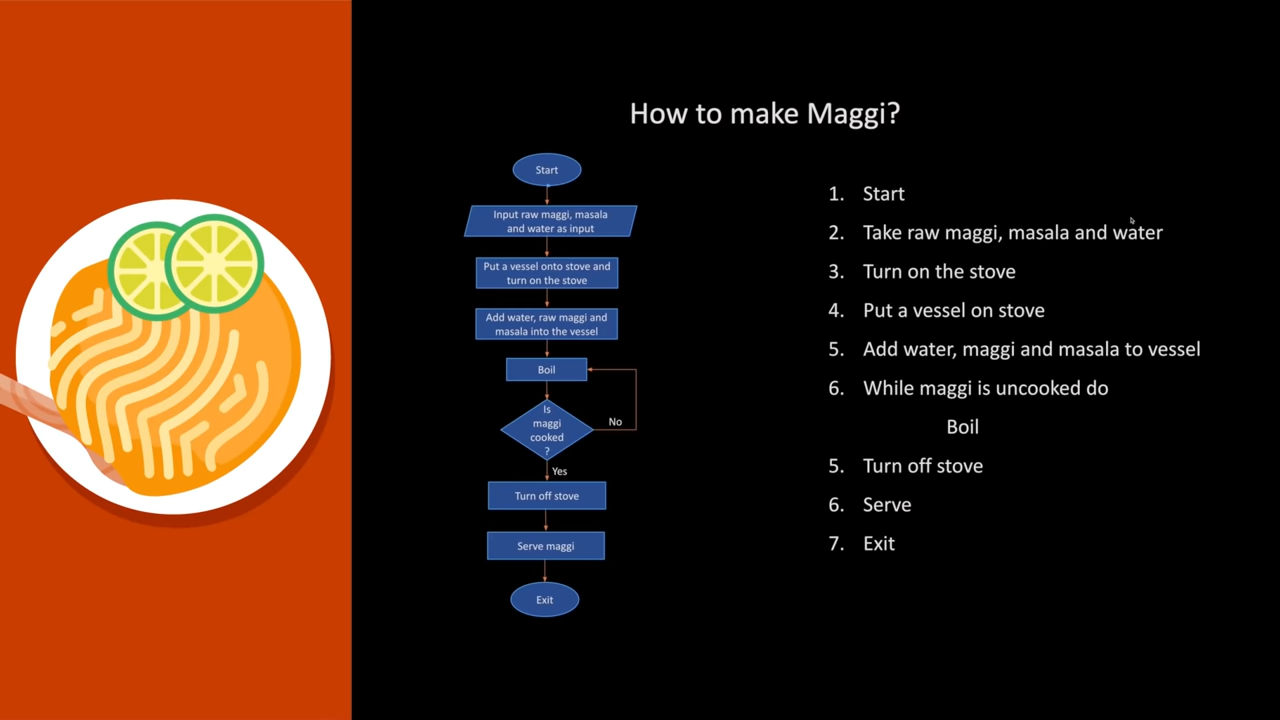 How to make Maggi?
Start
Input raw maggi, masala
and water as input
Put a vessel onto stove and
turn on the stove
Add water, raw maggi and
masala into the vessel
Boil
Is
maggi
cooked
?
No
Yes
Turn off stove
Serve maggi
Exit
1. Start
2. Take raw maggi, masala and water
3. Turn on the stove
4. Put a vessel on stove
5. Add water, maggi and masala to vessel
6. While maggi is uncooked do
Boil
5. Turn off stove
6. Serve
7. Exit